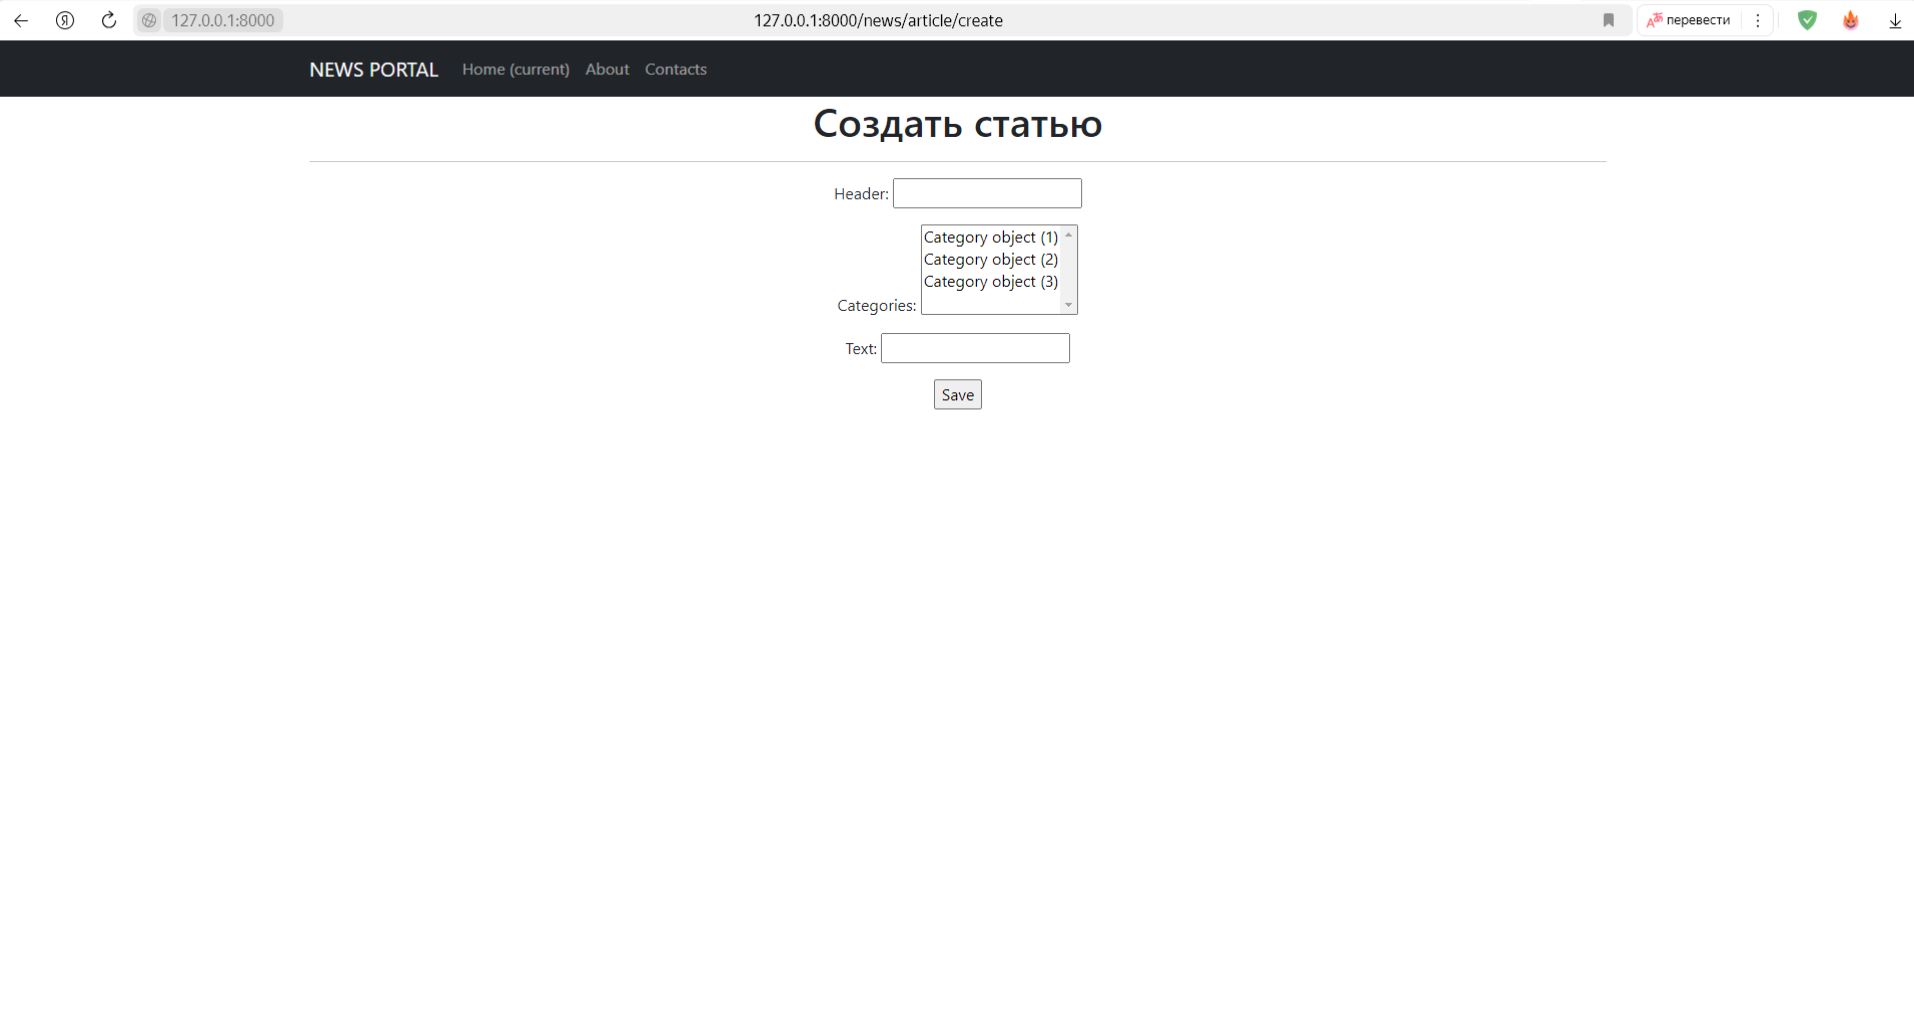 127.0.0.1:8000 127.0.0.1:8000/news/article/create перевести
NEWS PORTAL Home (current) About Contacts
Создать статью
Header:
Category object (1)
Category object (2)
Category object (3)
Categories:
Text:
Save